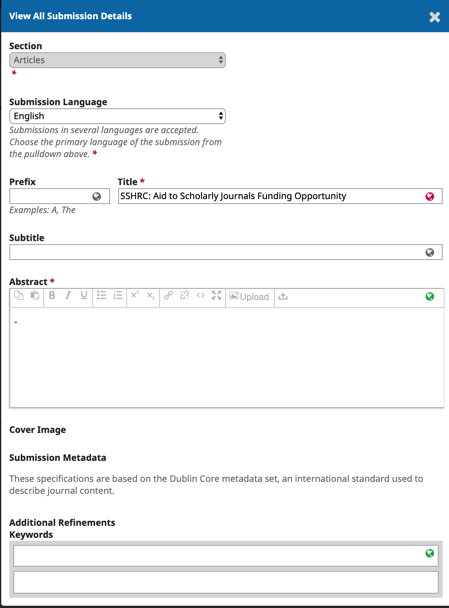 View All Submission Details
Section
Articles
*
Submission Language
English
Submissions in several languages are accepted.
Choose the primary language of the submission from
the pulldown above. *
Prefix Title *
SSHRC: Aid to Scholarly Journals Funding Opportunity
Examples: A, The
Subtitle
Abstract *
B I U x² x₂ <> Upload
-
Cover Image
Submission Metadata
These specifications are based on the Dublin Core metadata set, an international standard used to
describe journal content.
Additional Refinements
Keywords